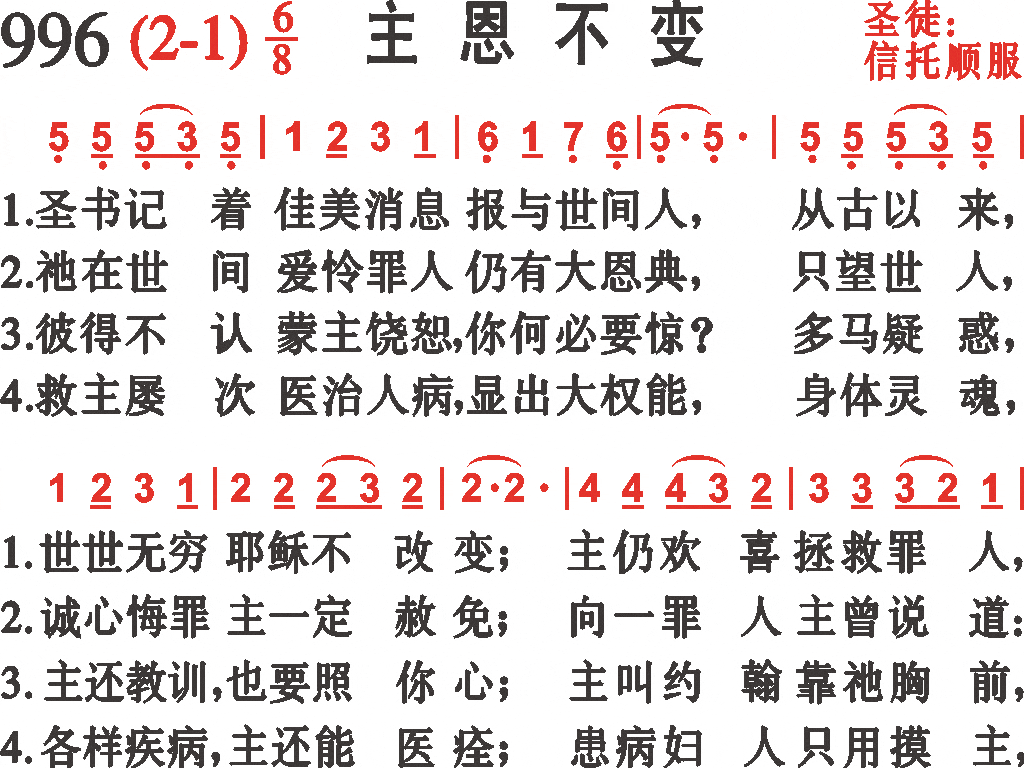 996 (2-1) 6/8 主恩不变 圣徒:
信托顺服
5 5 5 3 5 | 1 2 3 1 | 6 1 7 6 | 5 · 5 · | 5 5 5 3 5 |
1.圣书记 着 佳美消息 报与世间人, 从古以 来,
2.祂在世 间 爱怜罪人 仍有大恩典, 只望世 人,
3.彼得不 认 蒙主饶恕,你何必要惊? 多马疑 惑,
4.救主屡 次 医治人病,显出大权能, 身体灵 魂,
1 2 3 1 | 2 2 2 3 2 | 2 · 2 · | 4 4 4 3 2 | 3 3 3 2 1 |
1.世世无穷 耶稣不 改 变; 主仍欢 喜 拯救罪 人,
2.诚心悔罪 主一定 赦 免; 向一罪 人 主曾说 道:
3.主还教训,也要照 你 心; 主叫约 翰 靠祂胸 前,
4.各样疾病,主还能 医 痊; 患病妇 人 只用摸 主,